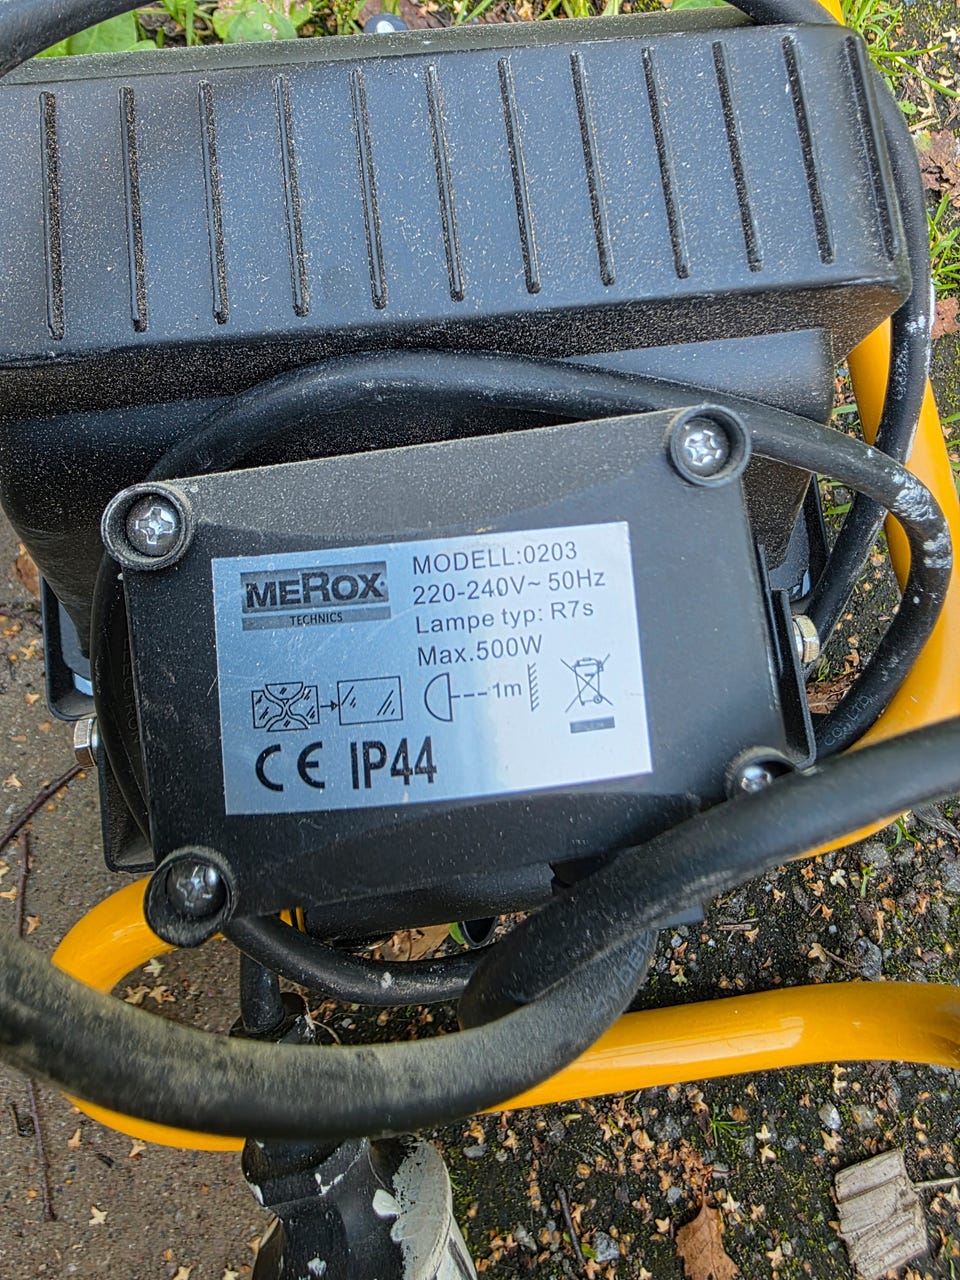 MEROX
TECHNICS
MODELL:0203
220-240V~ 50Hz
Lampe typ: R7s
Max.500W
1m
CE IP44